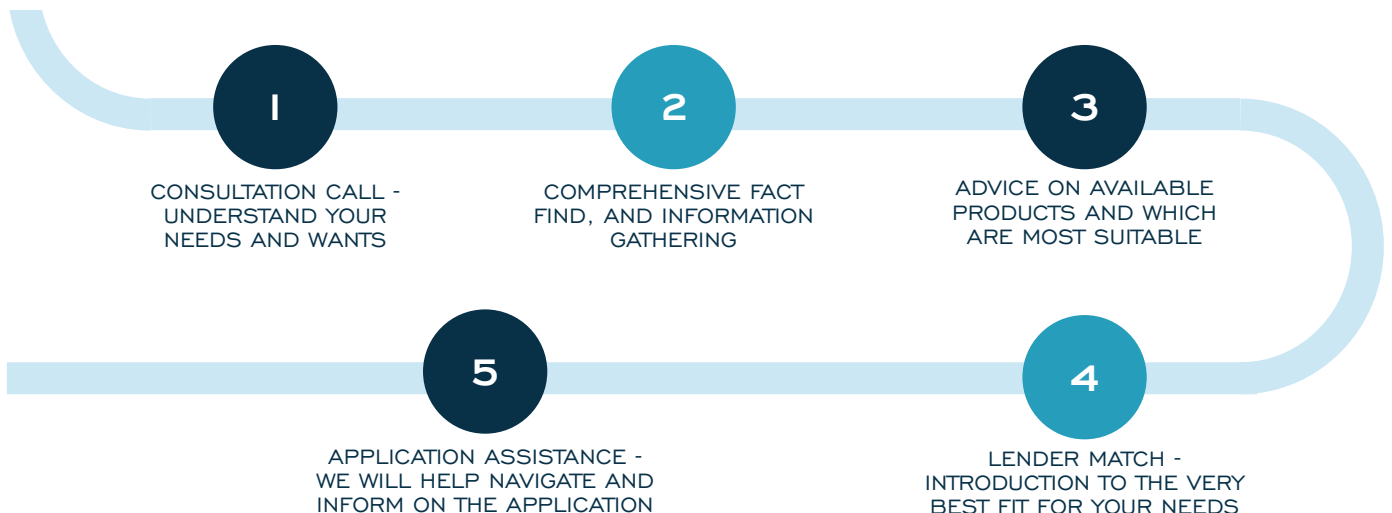 1
CONSULTATION CALL -
UNDERSTAND YOUR
NEEDS AND WANTS
2
COMPREHENSIVE FACT
FIND, AND INFORMATION
GATHERING
3
ADVICE ON AVAILABLE
PRODUCTS AND WHICH
ARE MOST SUITABLE
4
LENDER MATCH -
INTRODUCTION TO THE VERY
BEST FIT FOR YOUR NEEDS
5
APPLICATION ASSISTANCE -
WE WILL HELP NAVIGATE AND
INFORM ON THE APPLICATION